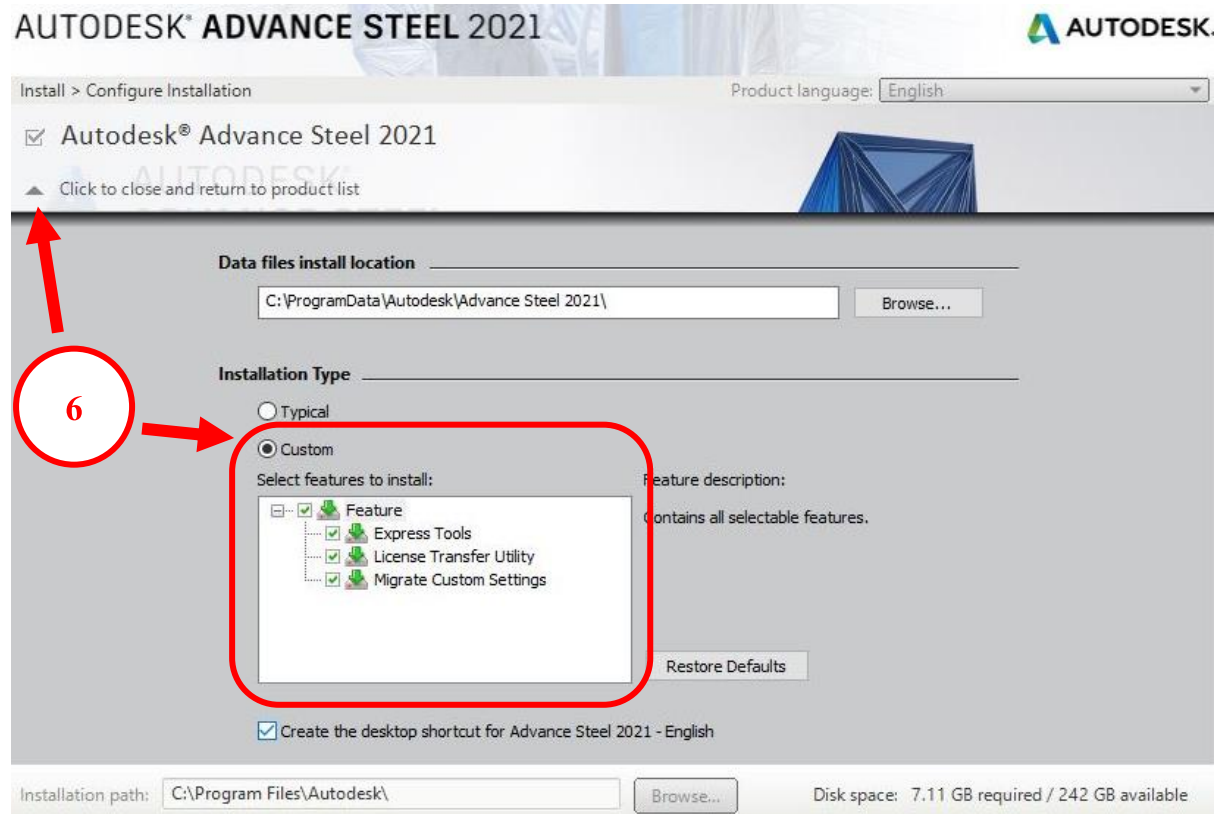 AUTODESK® ADVANCE STEEL 2021
AUTODESK.
Install > Configure Installation
Product language: English
Autodesk® Advance Steel 2021
AUTODESK®
Click to close and return to product list
Data files install location
C:\ProgramData\Autodesk\Advance Steel 2021\
Browse...
Installation Type
6
Typical
Custom
Select features to install:
Feature description:
Feature
Contains all selectable features.
Express Tools
License Transfer Utility
Migrate Custom Settings
Restore Defaults
Create the desktop shortcut for Advance Steel 2021 - English
Installation path: C:\Program Files\Autodesk\ Browse... Disk space: 7.11 GB required / 242 GB available